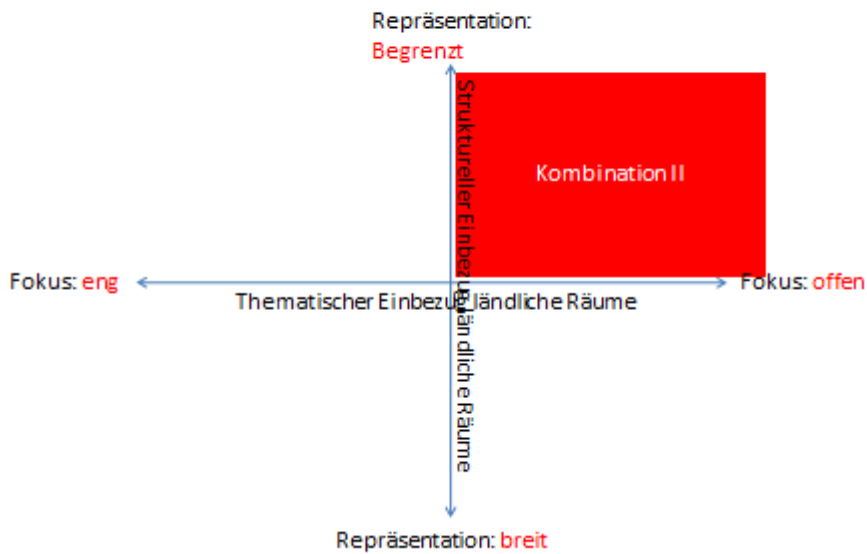 Repräsentation:
Begrenzt
Struktureller Einbezug ländliche Räume
Kombination II
Fokus: eng
Fokus: offen
Thematischer Einbezug ländliche Räume
Repräsentation: breit